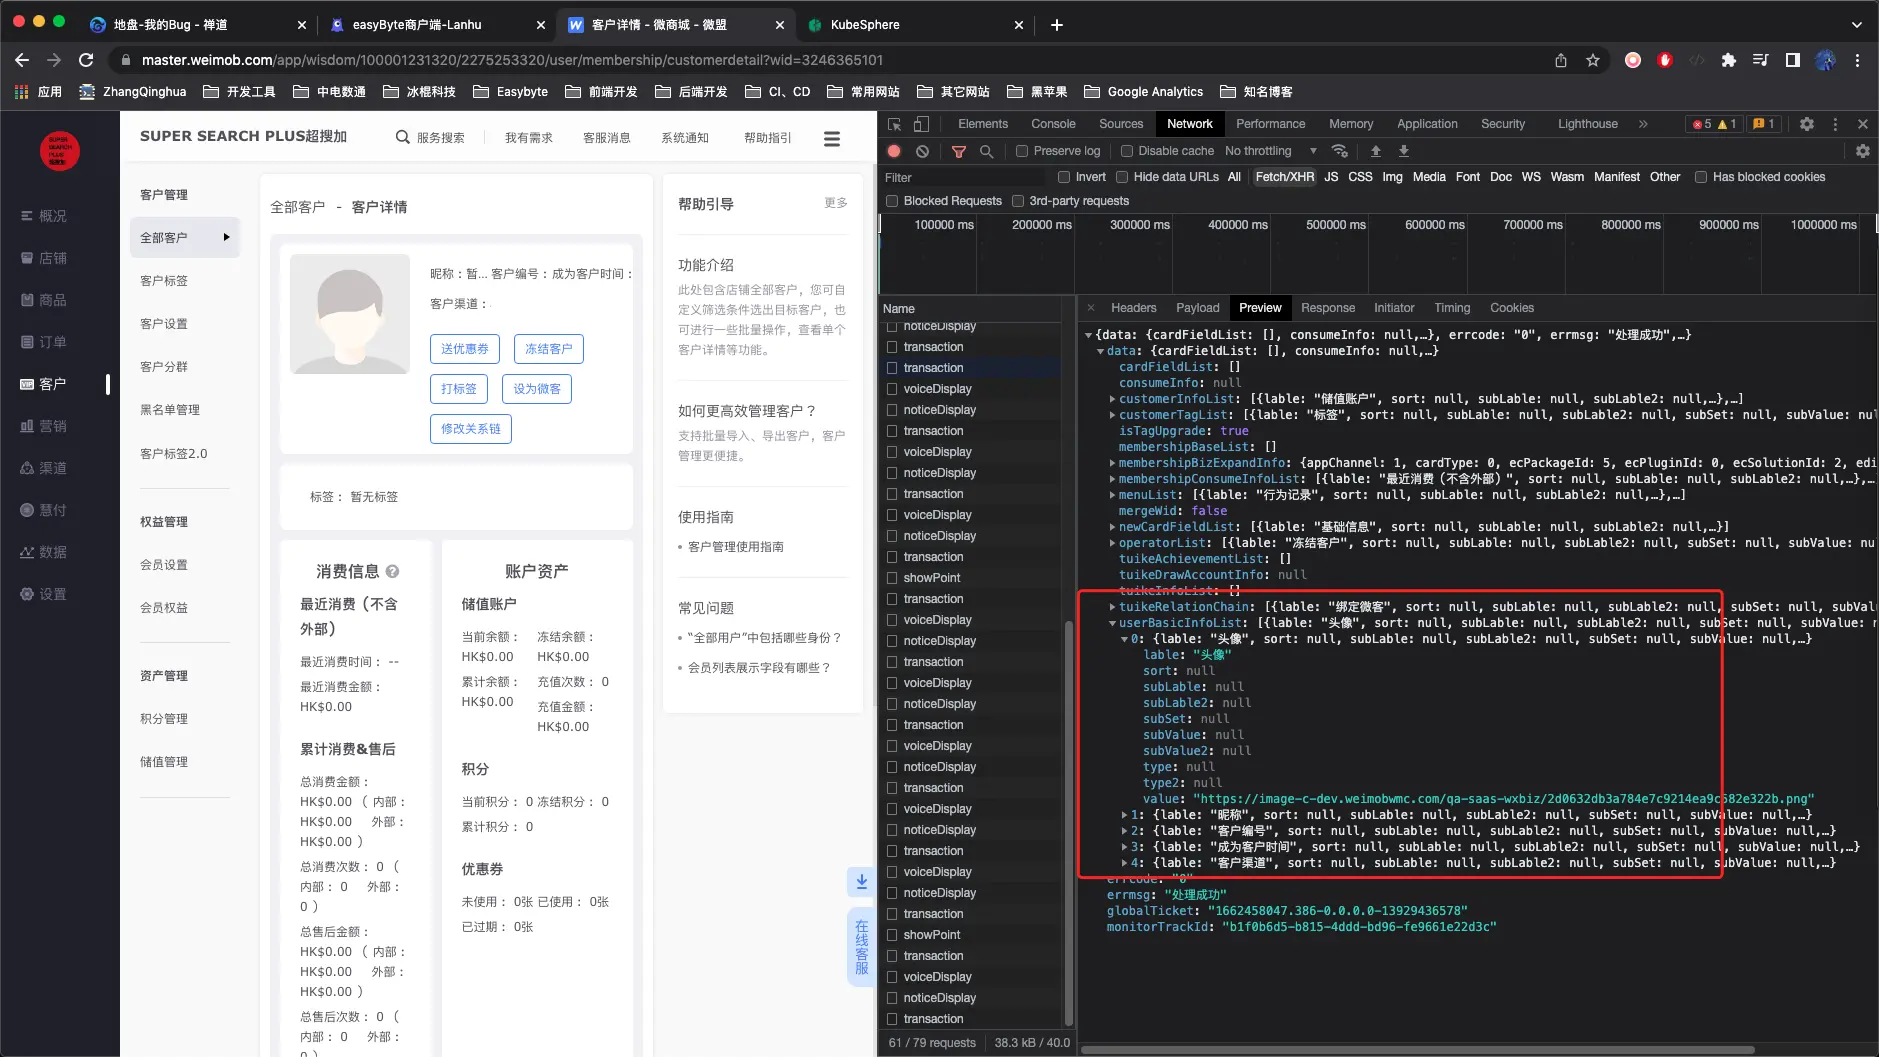 地盘-我的Bug - 禅道
easyByte商户端-Lanhu
客户详情 - 微商城 - 微盟
KubeSphere
master.weimob.com/app/wisdom/100001231320/2275253320/user/membership/customerdetail?wid=3246365101
应用 ZhangQinghua 开发工具 中电数通 冰棍科技 Easybyte 前端开发 后端开发 CI、CD 常用网站 其它网站 黑苹果 Google Analytics 知名博客
SUPER SEARCH PLUS
概况
店铺
商品
订单
客户
营销
渠道
慧付
数据
设置
SUPER SEARCH PLUS超搜加 服务搜索 我有需求 客服消息 系统通知 帮助指引
客户管理
全部客户
客户标签
客户设置
客户分群
黑名单管理
客户标签2.0
权益管理
会员设置
会员权益
资产管理
积分管理
储值管理
全部客户 - 客户详情
昵称：暂... 客户编号：成为客户时间：
客户渠道：
送优惠券 冻结客户
打标签 设为微客
修改关系链
标签： 暂无标签
消费信息
最近消费（不含
外部）
最近消费时间： --
最近消费金额：
HK$0.00
累计消费&售后
总消费金额：
HK$0.00 （ 内部：
HK$0.00 外部：
HK$0.00 ）
总消费次数： 0 （
内部： 0 外部：
0 ）
总售后金额：
HK$0.00 （ 内部：
HK$0.00 外部：
HK$0.00 ）
总售后次数： 0 （
内部： 0 外部：
0 ）
账户资产
储值账户
当前余额： 冻结余额：
HK$0.00 HK$0.00
累计余额： 充值次数： 0
HK$0.00 充值金额：
HK$0.00
积分
当前积分： 0 冻结积分： 0
累计积分： 0
优惠券
未使用： 0张 已使用： 0张
已过期： 0张
帮助引导 更多
功能介绍
此处包含店铺全部客户，您可自
定义筛选条件选出目标客户，也
可进行一些批量操作，查看单个
客户详情等功能。
如何更高效管理客户？
支持批量导入、导出客户，客户
管理更便捷。
使用指南
• 客户管理使用指南
常见问题
• “全部用户”中包括哪些身份？
• 会员列表展示字段有哪些？
在线客服
Elements Console Sources Network Performance Memory Application Security Lighthouse » 5 1 1
Preserve log Disable cache No throttling
Filter Invert Hide data URLs All Fetch/XHR JS CSS Img Media Font Doc WS Wasm Manifest Other Has blocked cookies
Blocked Requests 3rd-party requests
100000 ms 200000 ms 300000 ms 400000 ms 500000 ms 600000 ms 700000 ms 800000 ms 900000 ms 1000000 ms
Name
noticeDisplay
transaction
transaction
voiceDisplay
noticeDisplay
transaction
voiceDisplay
noticeDisplay
transaction
voiceDisplay
noticeDisplay
transaction
showPoint
transaction
voiceDisplay
noticeDisplay
transaction
voiceDisplay
noticeDisplay
transaction
voiceDisplay
noticeDisplay
transaction
voiceDisplay
noticeDisplay
transaction
voiceDisplay
noticeDisplay
transaction
showPoint
transaction
voiceDisplay
noticeDisplay
transaction
61 / 79 requests 38.3 kB / 40.0
Headers Payload Preview Response Initiator Timing Cookies
{data: {cardFieldList: [], consumeInfo: null,…}, errcode: "0", errmsg: "处理成功",…}
data: {cardFieldList: [], consumeInfo: null,…}
cardFieldList: []
consumeInfo: null
customerInfoList: [{lable: "储值账户", sort: null, subLable: null, subLable2: null,…},…]
customerTagList: [{lable: "标签", sort: null, subLable: null, subLable2: null, subSet: null, subValue: nul
isTagUpgrade: true
membershipBaseList: []
membershipBizExpandInfo: {appChannel: 1, cardType: 0, ecPackageId: 5, ecPluginId: 0, ecSolutionId: 2, edi
membershipConsumeInfoList: [{lable: "最近消费（不含外部）", sort: null, subLable: null, subLable2: null,…},…
menuList: [{lable: "行为记录", sort: null, subLable: null, subLable2: null,…},…]
mergeWid: false
newCardFieldList: [{lable: "基础信息", sort: null, subLable: null, subLable2: null,…}]
operatorList: [{lable: "冻结客户", sort: null, subLable: null, subLable2: null, subSet: null, subValue: nu
tuikeAchievementList: []
tuikeDrawAccountInfo: null
tuikeInfoList: []
tuikeRelationChain: [{lable: "绑定微客", sort: null, subLable: null, subLable2: null, subSet: null, subVal
userBasicInfoList: [{lable: "头像", sort: null, subLable: null, subLable2: null, subSet: null, subValue: n
0: {lable: "头像", sort: null, subLable: null, subLable2: null, subSet: null, subValue: null,…}
lable: "头像"
sort: null
subLable: null
subLable2: null
subSet: null
subValue: null
subValue2: null
type: null
type2: null
value: "https://image-c-dev.weimobwmc.com/qa-saas-wxbiz/2d0632db3a784e7c9214ea9c582e322b.png"
1: {lable: "昵称", sort: null, subLable: null, subLable2: null, subSet: null, subValue: null,…}
2: {lable: "客户编号", sort: null, subLable: null, subLable2: null, subSet: null, subValue: null,…}
3: {lable: "成为客户时间", sort: null, subLable: null, subLable2: null, subSet: null, subValue: null,…}
4: {lable: "客户渠道", sort: null, subLable: null, subLable2: null, subSet: null, subValue: null,…}
errcode: "0"
errmsg: "处理成功"
globalTicket: "1662458047.386-0.0.0.0-13929436578"
monitorTrackId: "b1f0b6d5-b815-4ddd-bd96-fe9661e22d3c"